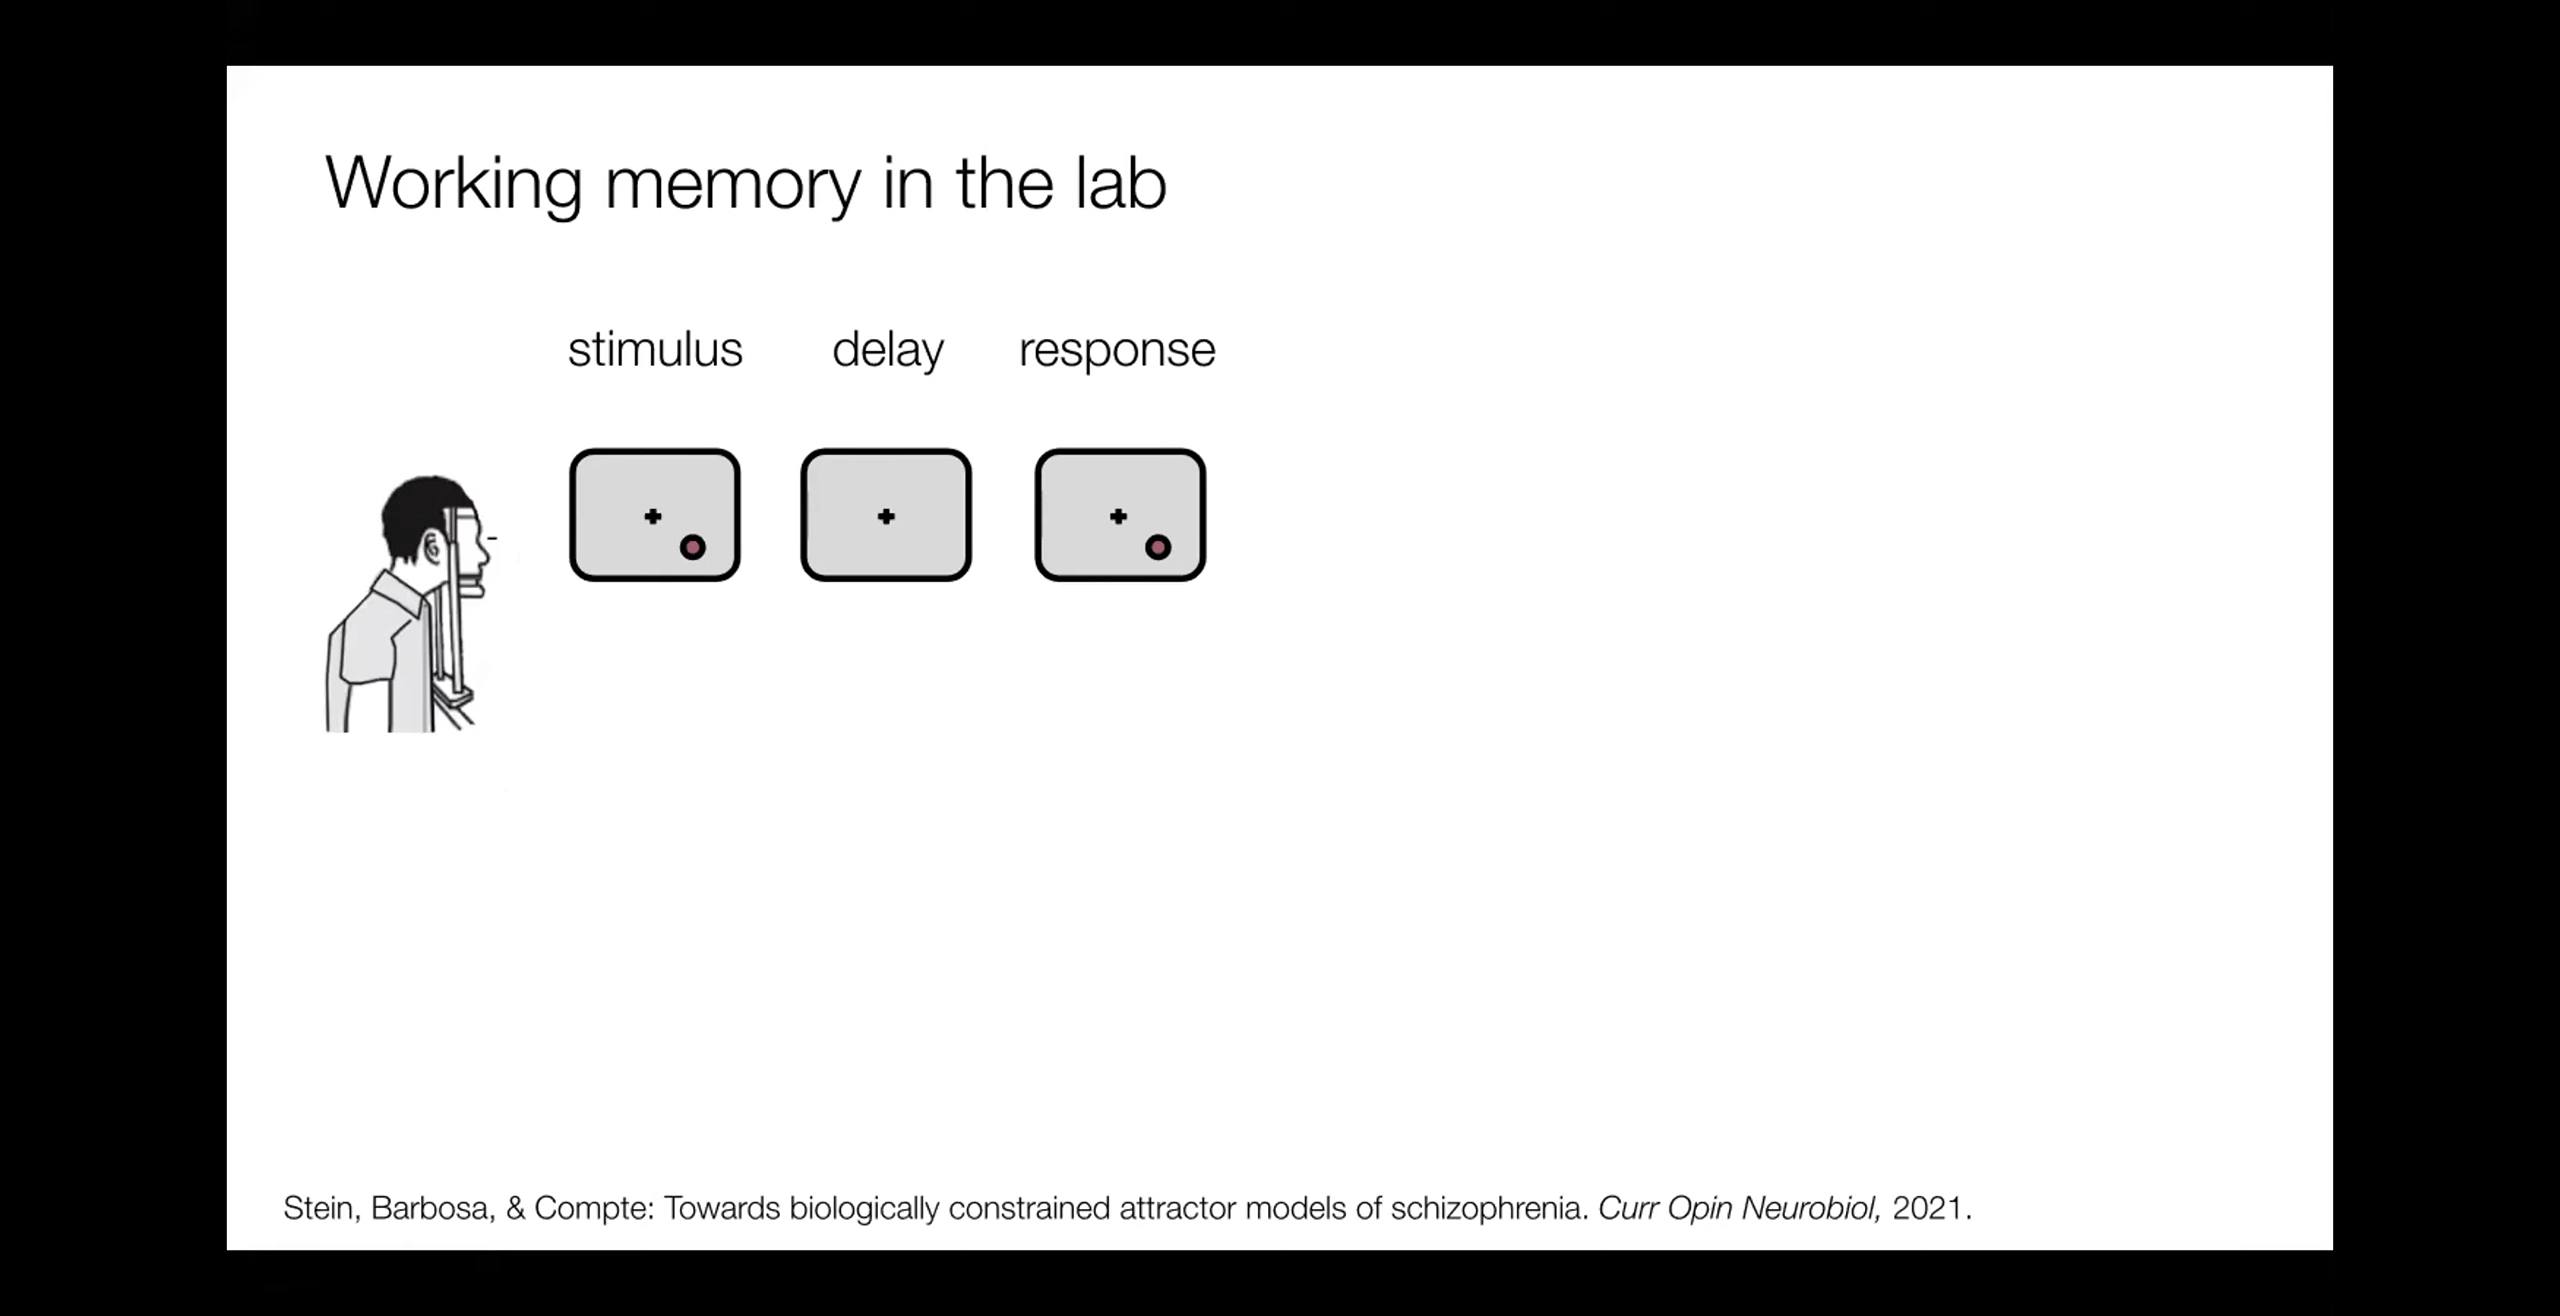 Working memory in the lab
stimulus delay response
Stein, Barbosa, & Compte: Towards biologically constrained attractor models of schizophrenia. Curr Opin Neurobiol, 2021.